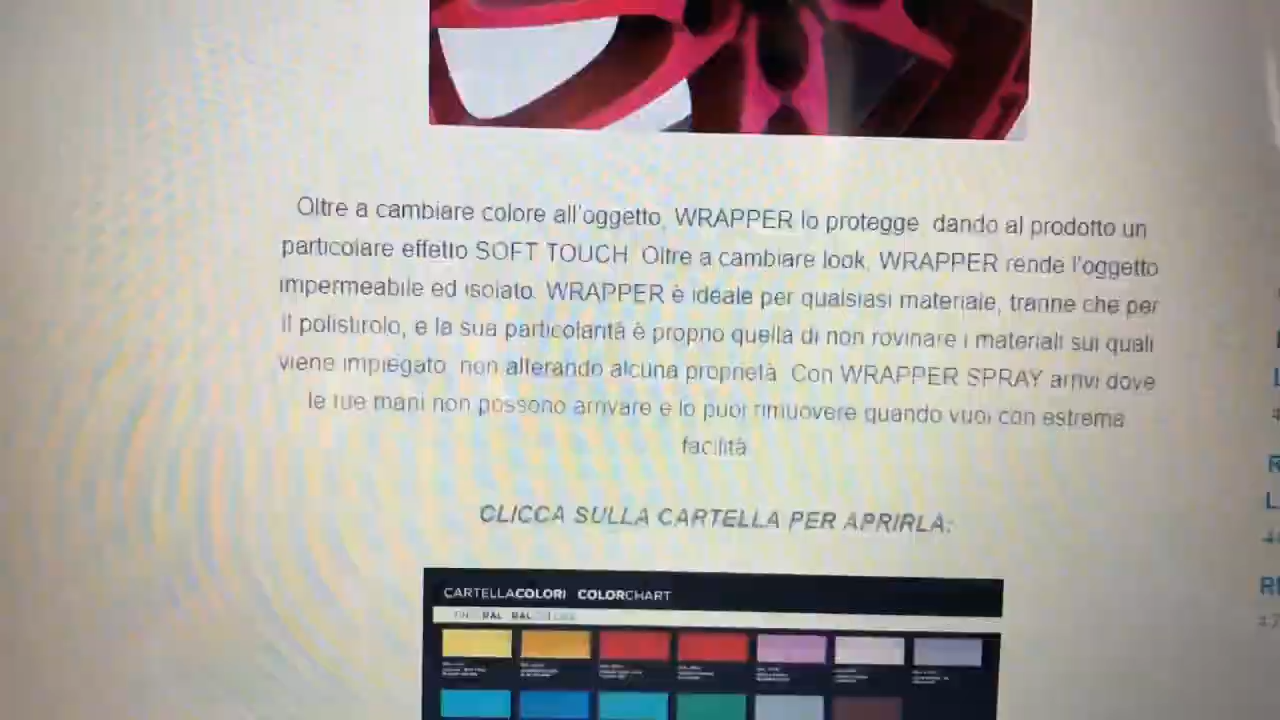 Oltre a cambiare colore all'oggetto, WRAPPER lo protegge dando al prodotto un
particolare effetto SOFT TOUCH. Oltre a cambiare look, WRAPPER rende l'oggetto
impermeabile ed isolato. WRAPPER è ideale per qualsiasi materiale, tranne che per
il polistirolo, e la sua particolarità è propno quella di non rovinare i materiali sui quali
viene impiegato, non alterando alcuna proprietà. Con WRAPPER SPRAY arrivi dove
le tue mani non possono arrivare e lo puoi rimuovere quando vuoi con estrema
facilità
CLICCA SULLA CARTELLA PER APRIRLA:
CARTELLACOLORI COLORCHART
RAL RAL